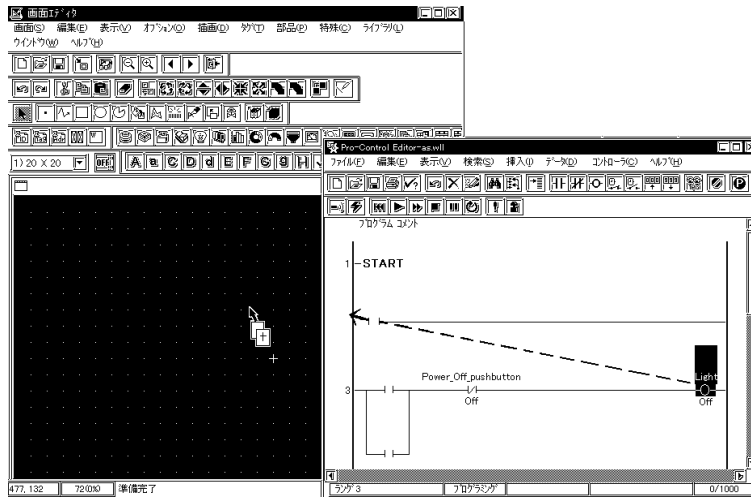 画面エディタ
画面(S) 編集(E) 表示(V) オプション(O) 描画(D) タグ(T) 部品(P) 特殊(C) ライブラリ(L)
ウインドウ(W) ヘルプ(H)
1) 20 X 20 OFF A B C D d E F G g H
Pro-Control Editor-as.wll
ファイル(F) 編集(E) 表示(V) 検索(S) 挿入(I) データ(D) コントローラ(C) ヘルプ(H)
プログラム コメント
1 START
Power_Off_pushbutton
Light
3
Off
Off
477, 132 72(0%) 準備完了
ラング 3 プログラミング 0/1000